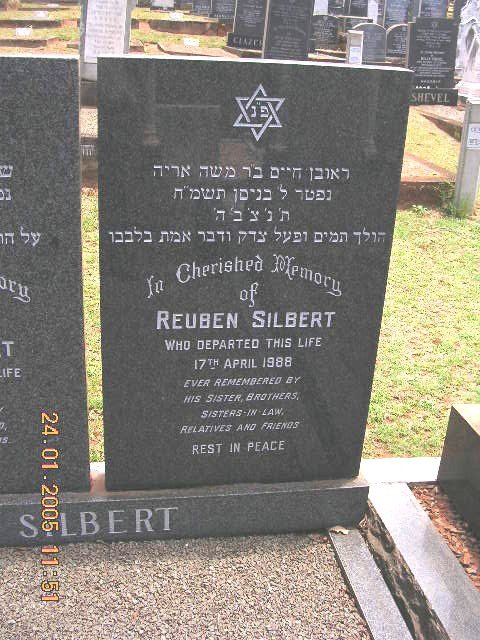 פ״נ
ראובן חיים ב״ר משה אריה
נפטר ל׳ בניסן תשמ״ח
ת׳ נ׳ צ׳ ב׳ ה׳
הולך תמים ופעל צדק ודבר אמת בלבבו
In Cherished Memory
of
REUBEN SILBERT
WHO DEPARTED THIS LIFE
17TH APRIL 1988
EVER REMEMBERED BY
HIS SISTER, BROTHERS,
SISTERS-IN-LAW,
RELATIVES AND FRIENDS
REST IN PEACE
SILBERT
על
LIFE
SHEVEL
24.01.2005 11:51